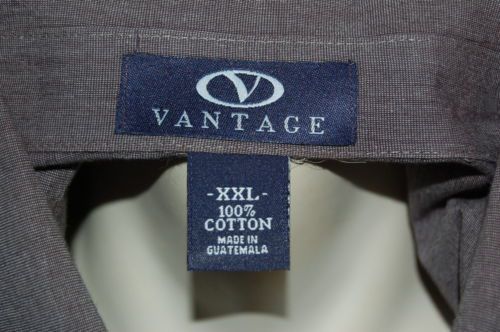 V
VANTAGE
-XXL-
100%
COTTON
MADE IN
GUATEMALA